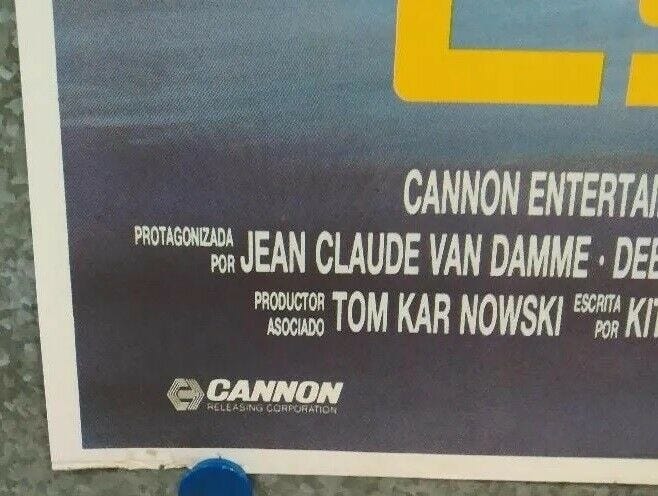 CANNON ENTERTAI
PROTAGONIZADA POR JEAN CLAUDE VAN DAMME · DEB
PRODUCTOR ASOCIADO TOM KAR NOWSKI ESCRITA POR KIT
CANNON
RELEASING CORPORATION